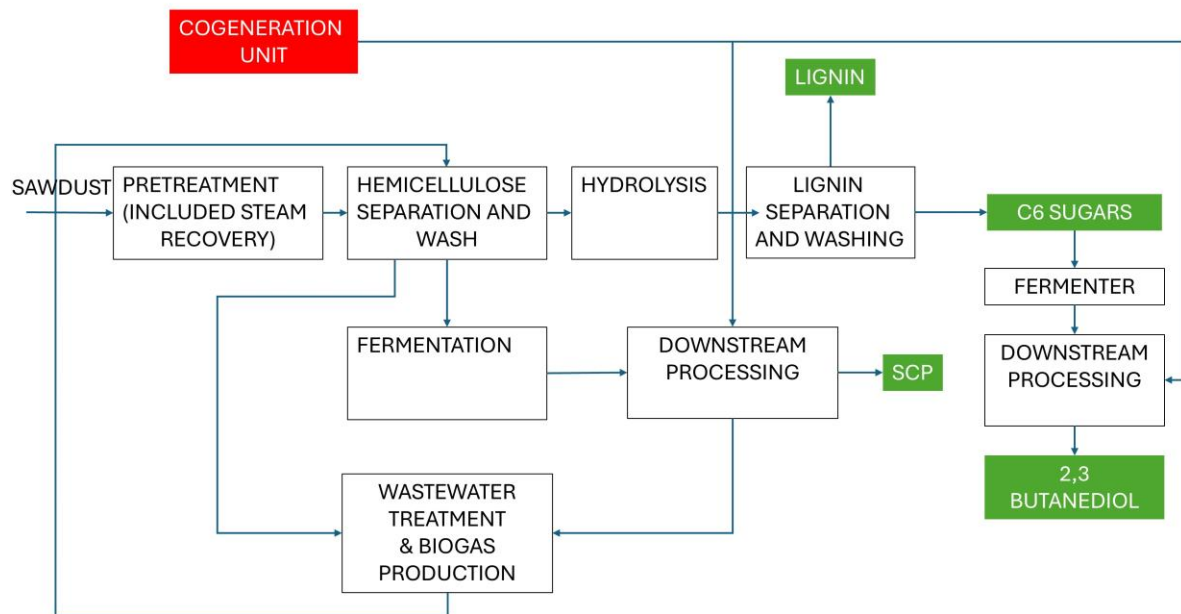 COGENERATION
UNIT
LIGNIN
SAWDUST
PRETREATMENT
(INCLUDED STEAM
RECOVERY)
HEMICELLULOSE
SEPARATION AND
WASH
HYDROLYSIS
LIGNIN
SEPARATION
AND WASHING
C6 SUGARS
FERMENTER
FERMENTATION
DOWNSTREAM
PROCESSING
SCP
DOWNSTREAM
PROCESSING
WASTEWATER
TREATMENT
& BIOGAS
PRODUCTION
2,3
BUTANEDIOL